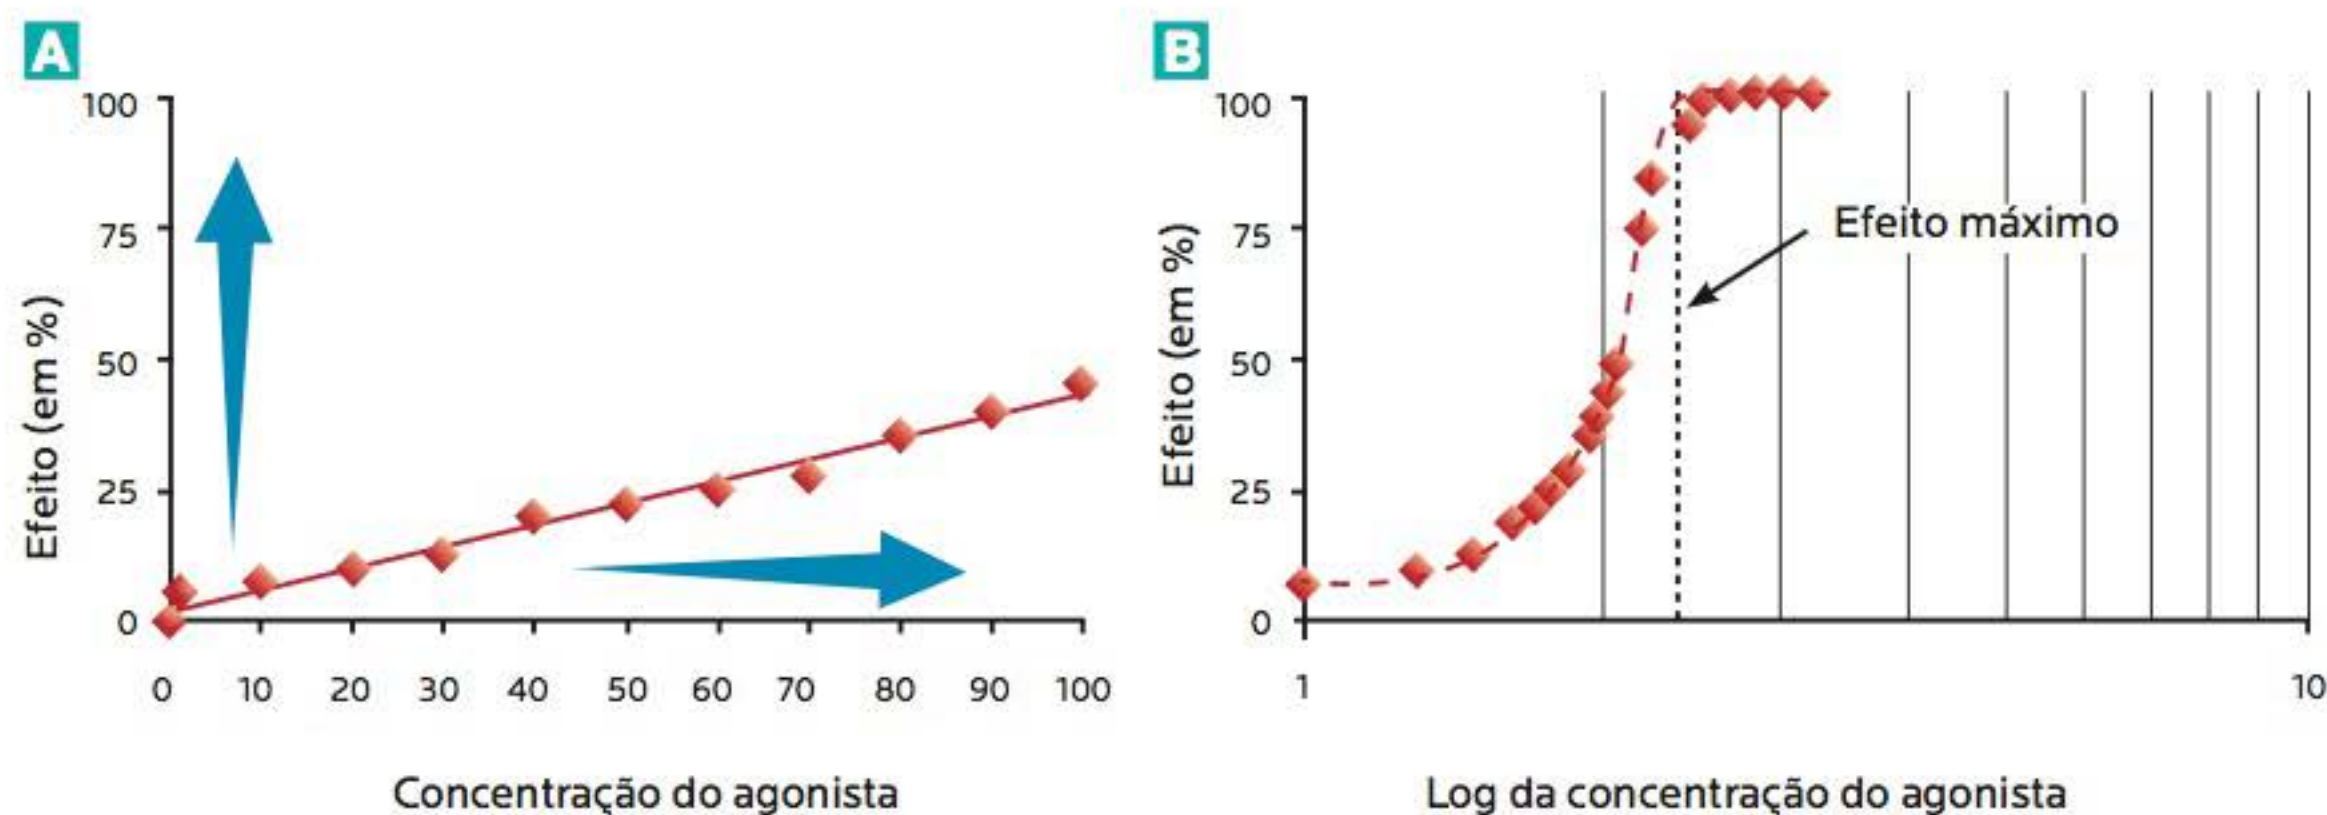 A
Efeito (em %)
100
75
50
25
0
0 10 20 30 40 50 60 70 80 90 100
Concentração do agonista
B
Efeito (em %)
100
75
50
25
0
Efeito máximo
1 10
Log da concentração do agonista